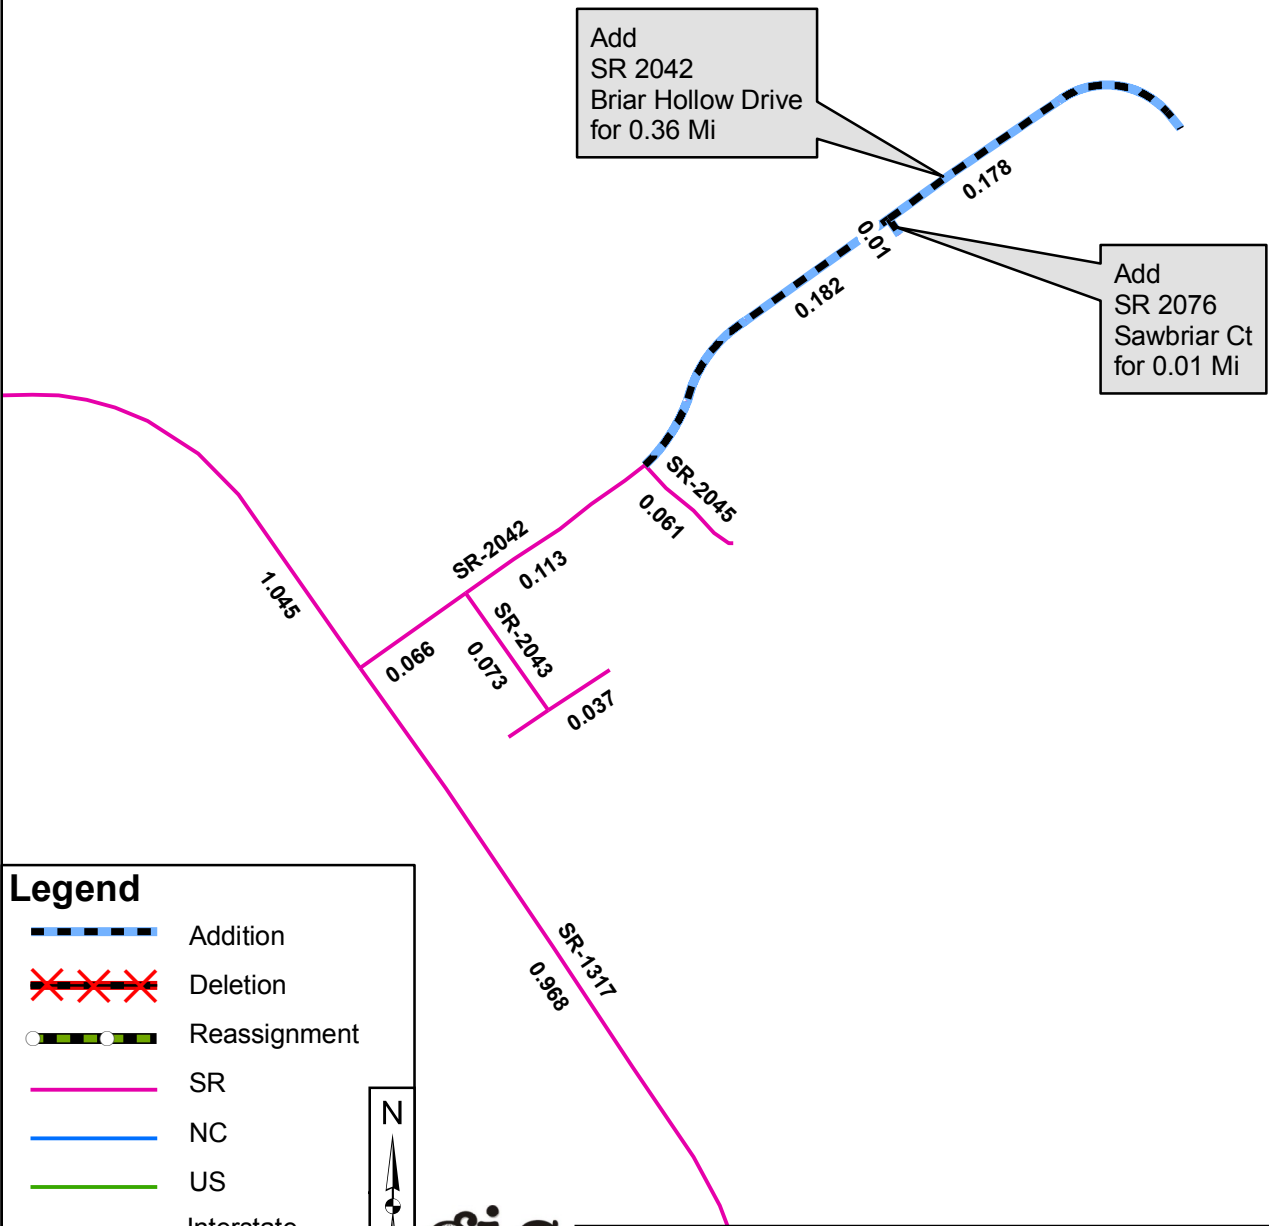 Add
SR 2042
Briar Hollow Drive
for 0.36 Mi
0.178
0.01
0.182
Add
SR 2076
Sawbriar Ct
for 0.01 Mi
SR-2045
0.061
SR-2042
0.113
1.045
0.066
SR-2043
0.073
0.037
SR-1317
0.968
Legend
Addition
Deletion
Reassignment
SR
NC
US
Interstate
N